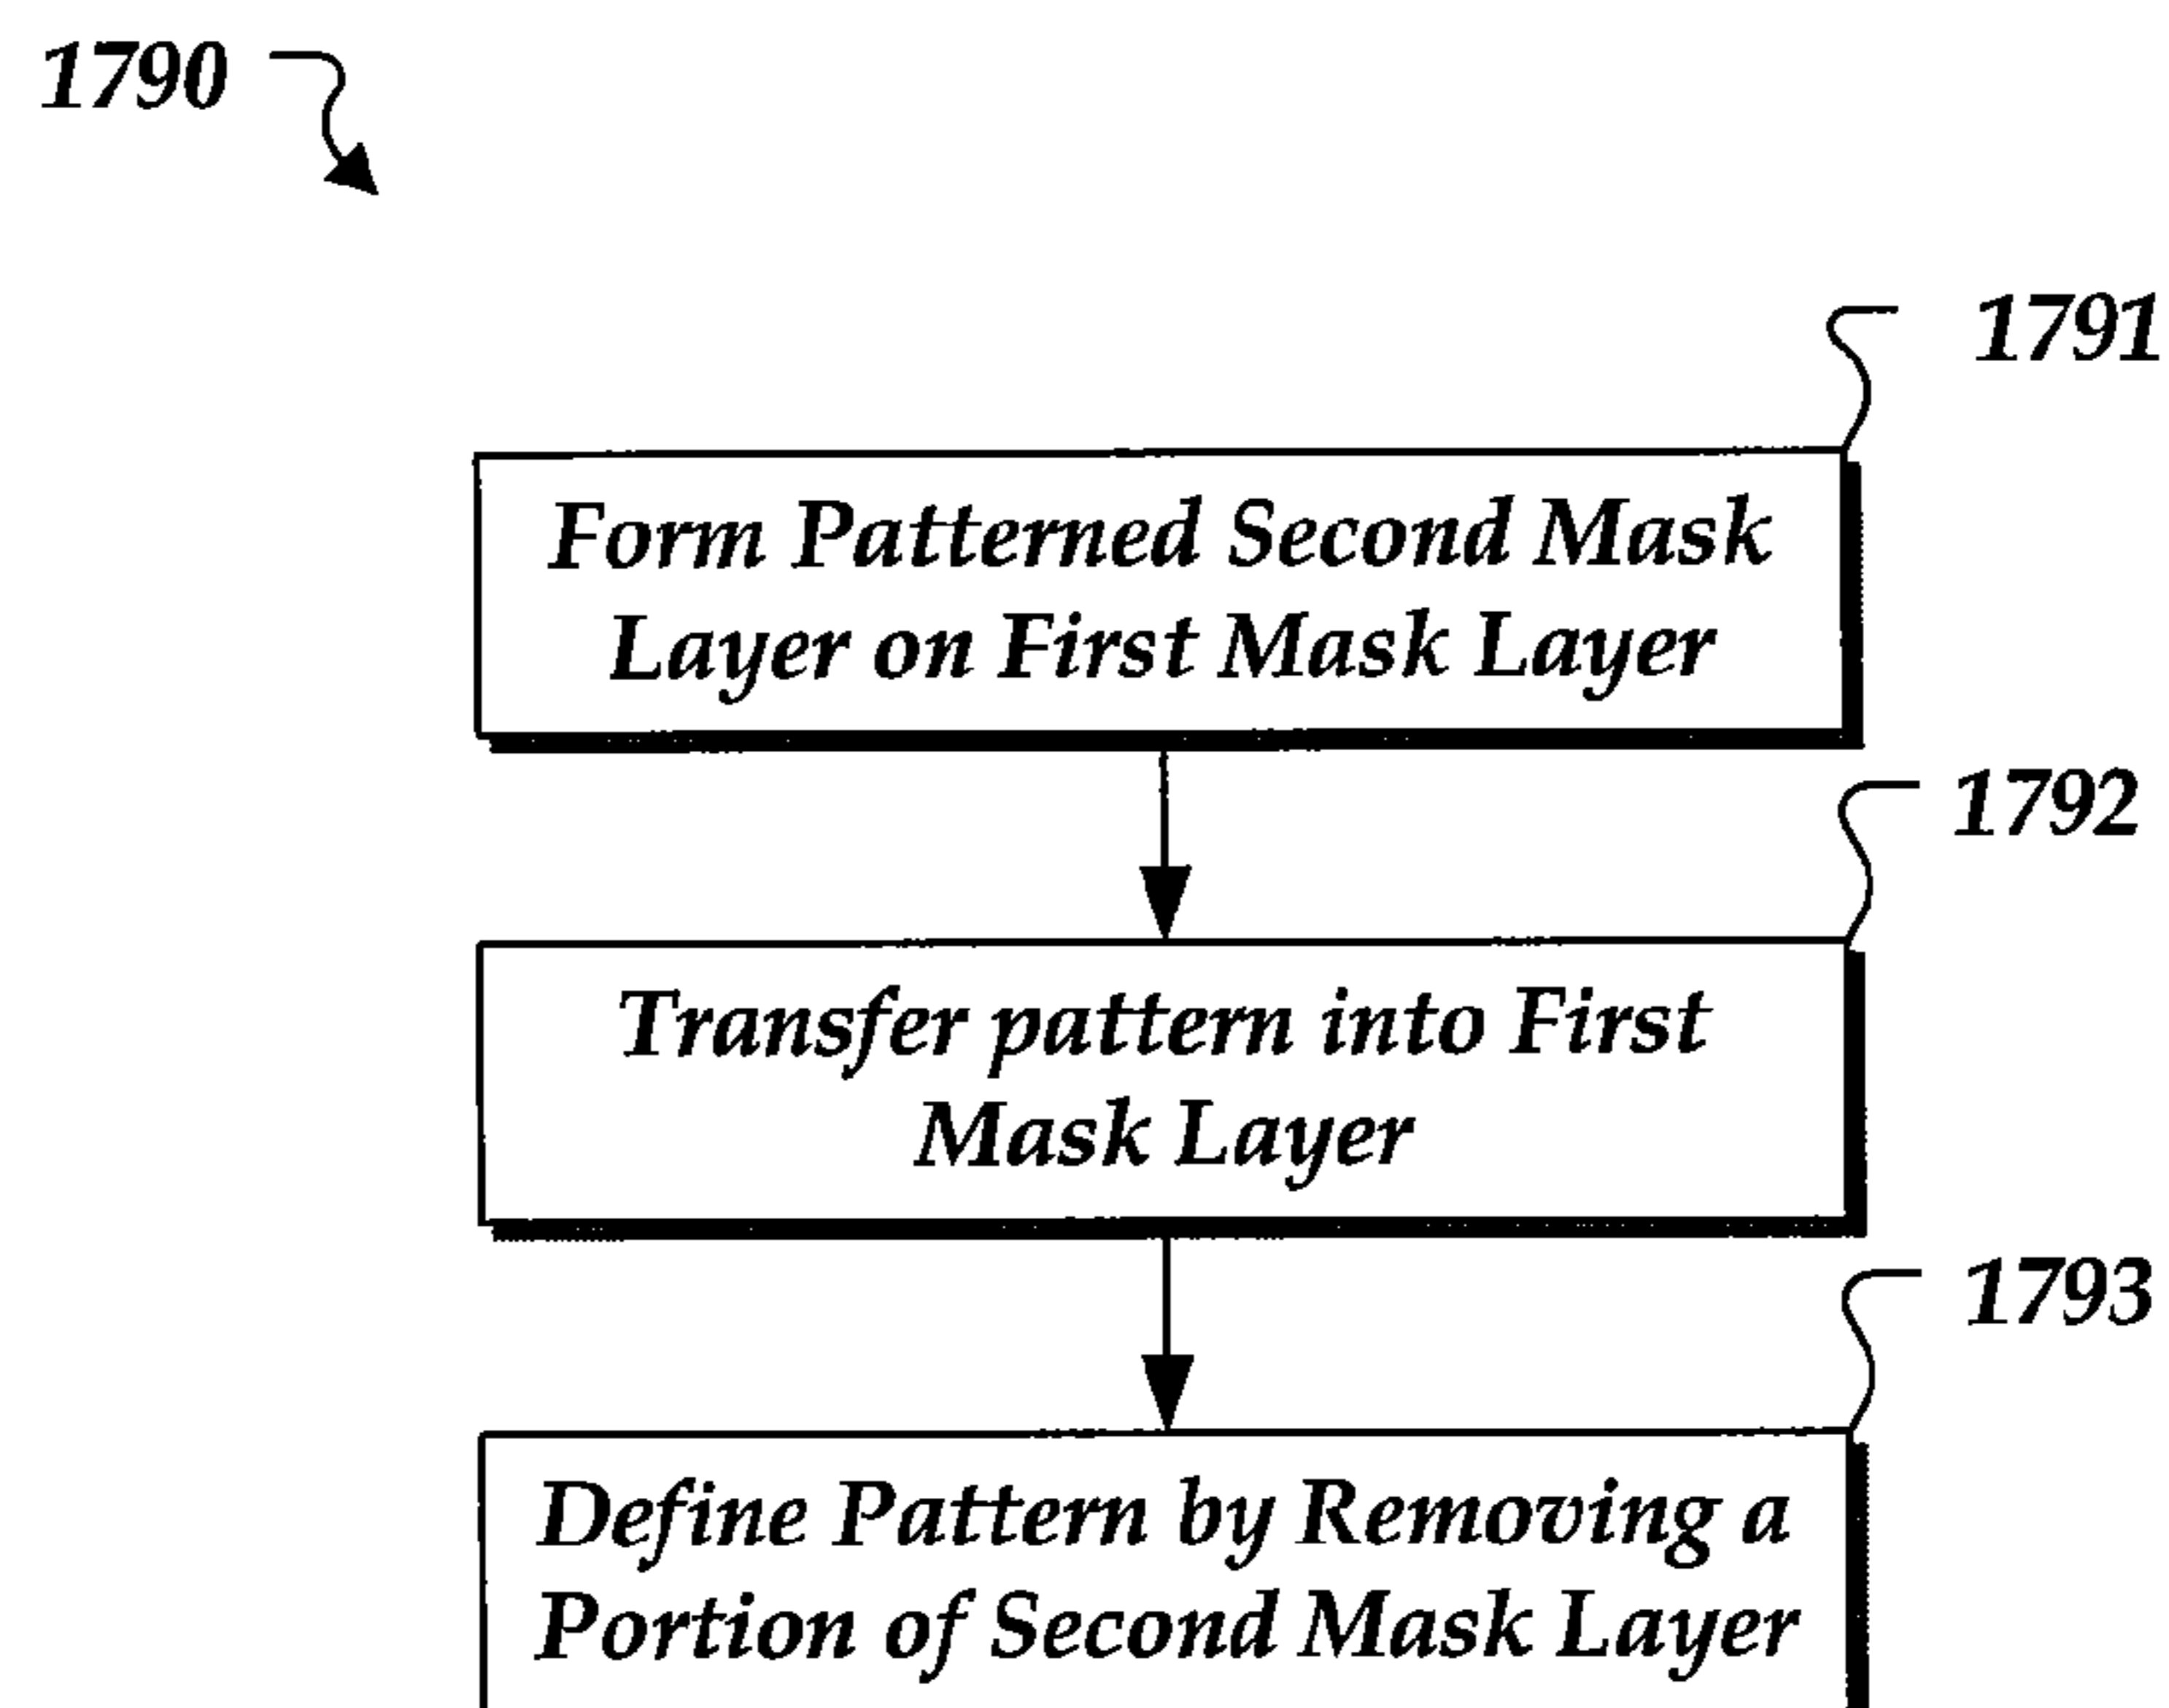 1790
1791
Form Patterned Second Mask
Layer on First Mask Layer
1792
Transfer pattern into First
Mask Layer
1793
Define Pattern by Removing a
Portion of Second Mask Layer